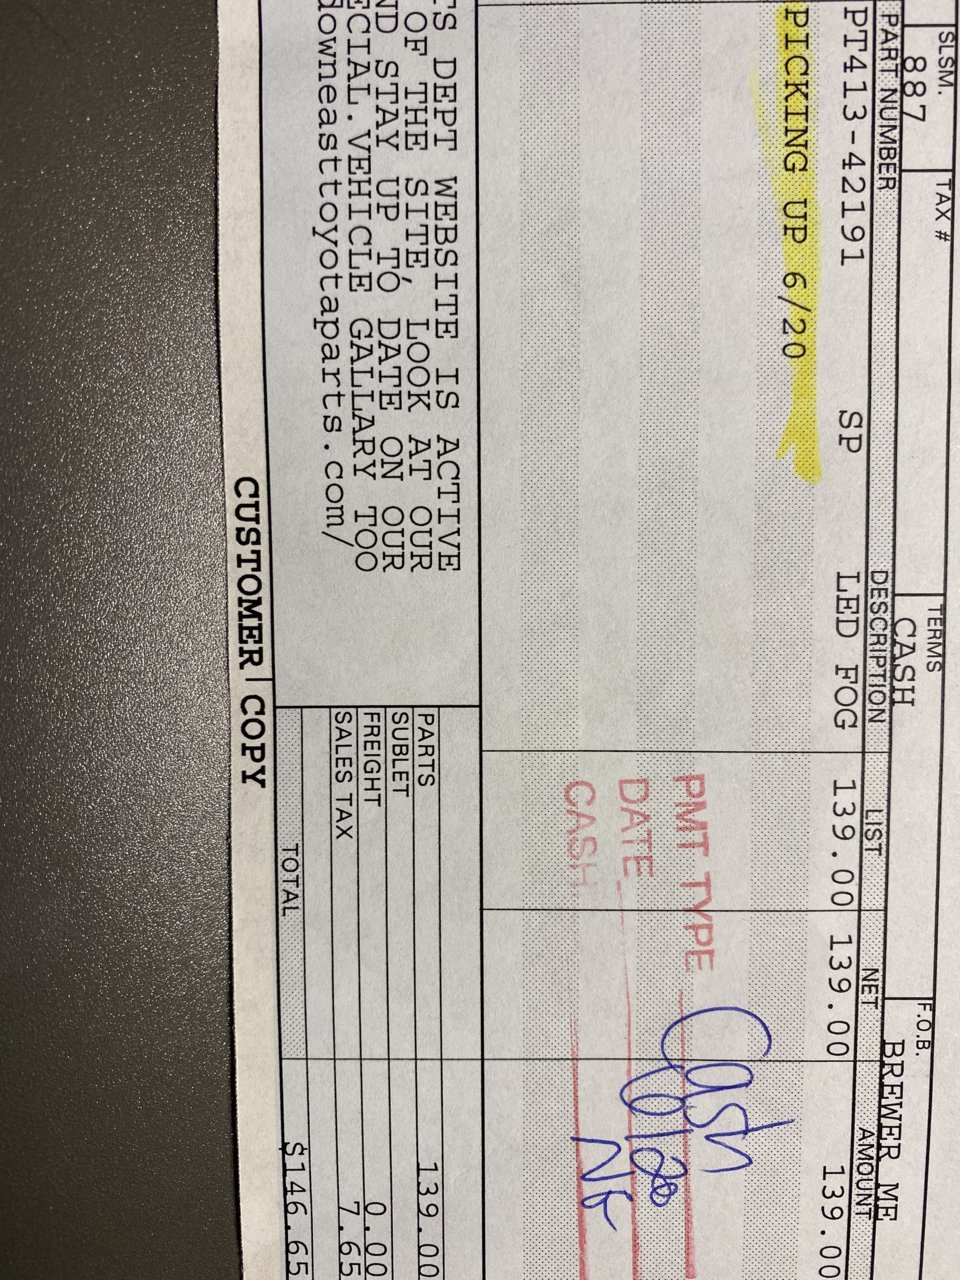 SLSM. TAX # TERMS F.O.B.
887 CASH BREWER ME
PART NUMBER DESCRIPTION LIST NET AMOUNT
PT413-42191 SP LED FOG 139.00 139.00 139.00
PICKING UP 6/20
PMT TYPE Cash
DATE 6/20
CASH
DEPT WEBSITE IS ACTIVE
OF THE SITE, LOOK AT OUR
STAY UP TO DATE ON OUR
VEHICLE GALLARY TOO
downeasttoyotaparts.com/
PARTS 139.00
SUBLET
FREIGHT 0.00
SALES TAX 7.65
TOTAL $146.65
CUSTOMER COPY